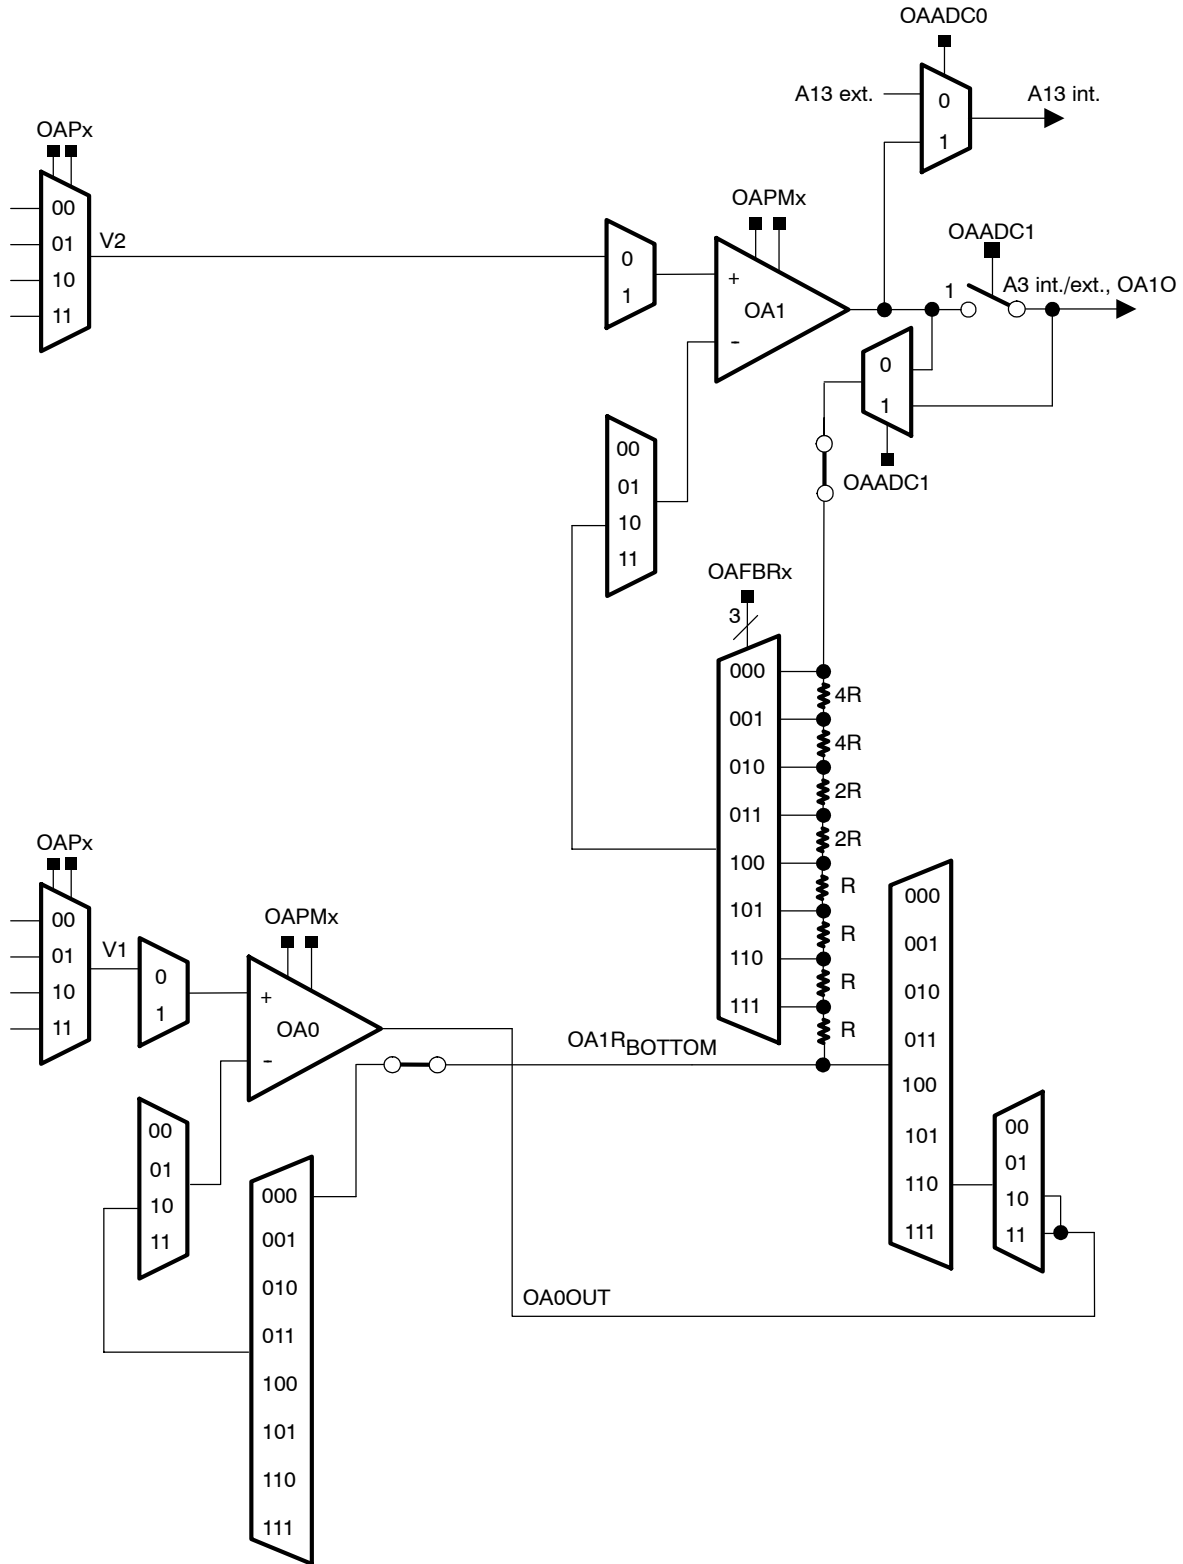 OAADC0
A13 ext.
0
A13 int.
1
OAPx
00
01
10
11
V2
0
1
OAPMx
+
OA1
-
OAADC1
1
A3 int./ext., OA1O
0
1
OAADC1
00
01
10
11
OAFBRx
3
000
001
010
011
100
101
110
111
4R
4R
2R
2R
R
R
R
R
OAPx
00
01
10
11
V1
0
1
OAPMx
+
OA0
-
OA1RBOTTOM
000
001
010
011
100
101
110
111
00
01
10
11
00
01
10
11
000
001
010
011
100
101
110
111
OA0OUT